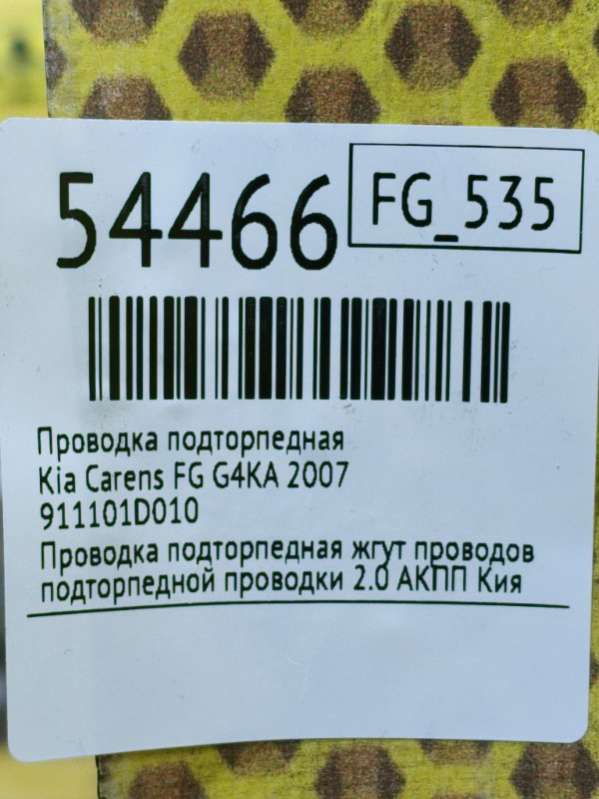 54466
FG_535
Проводка подторпедная
Kia Carens FG G4KA 2007
911101D010
Проводка подторпедная жгут проводов
подторпедной проводки 2.0 АКПП Кия